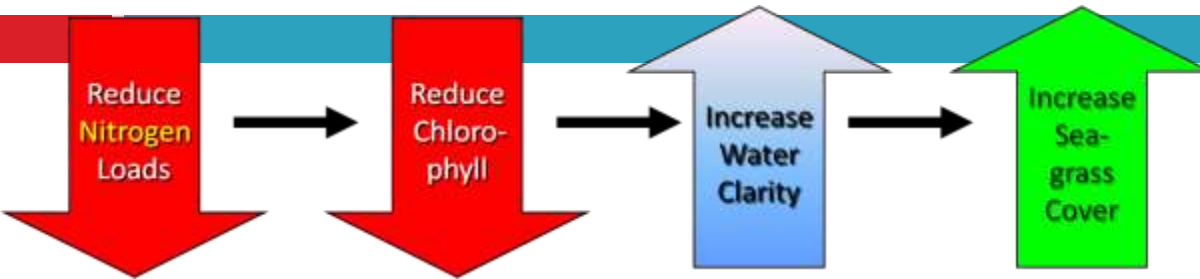 Reduce
Nitrogen
Loads
Reduce
Chloro-
phyll
Increase
Water
Clarity
Increase
Sea-
grass
Cover